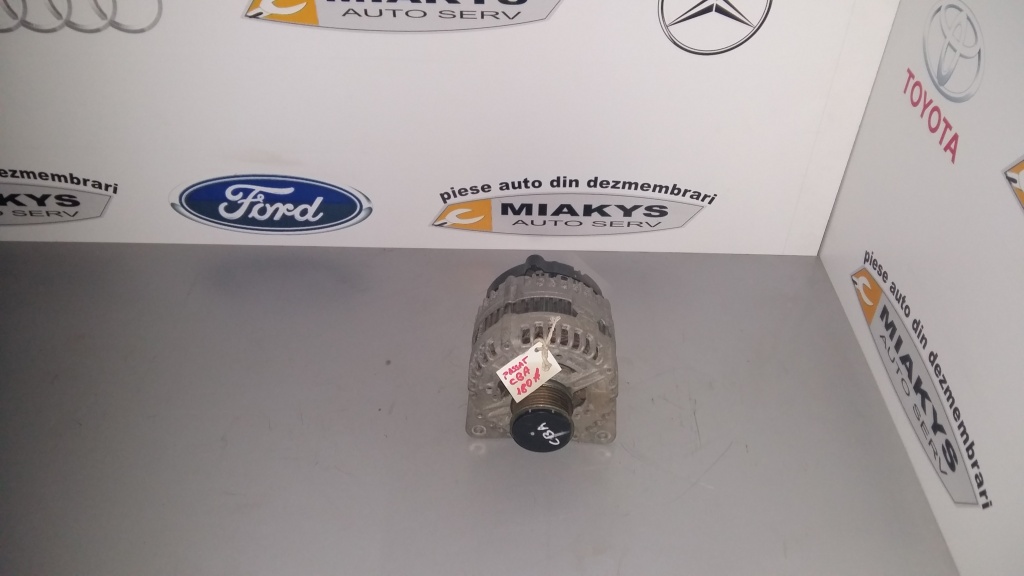 MIAKYS
AUTO SERV
TOYOTA
dezmembrari
AUTO SERV
Ford
piese auto din dezmembrari
MIAKYS
AUTO SERV
piese auto din dezmembrari
MIAKYS
AUTO SERV
PASSAT
CBA
180A
CBA